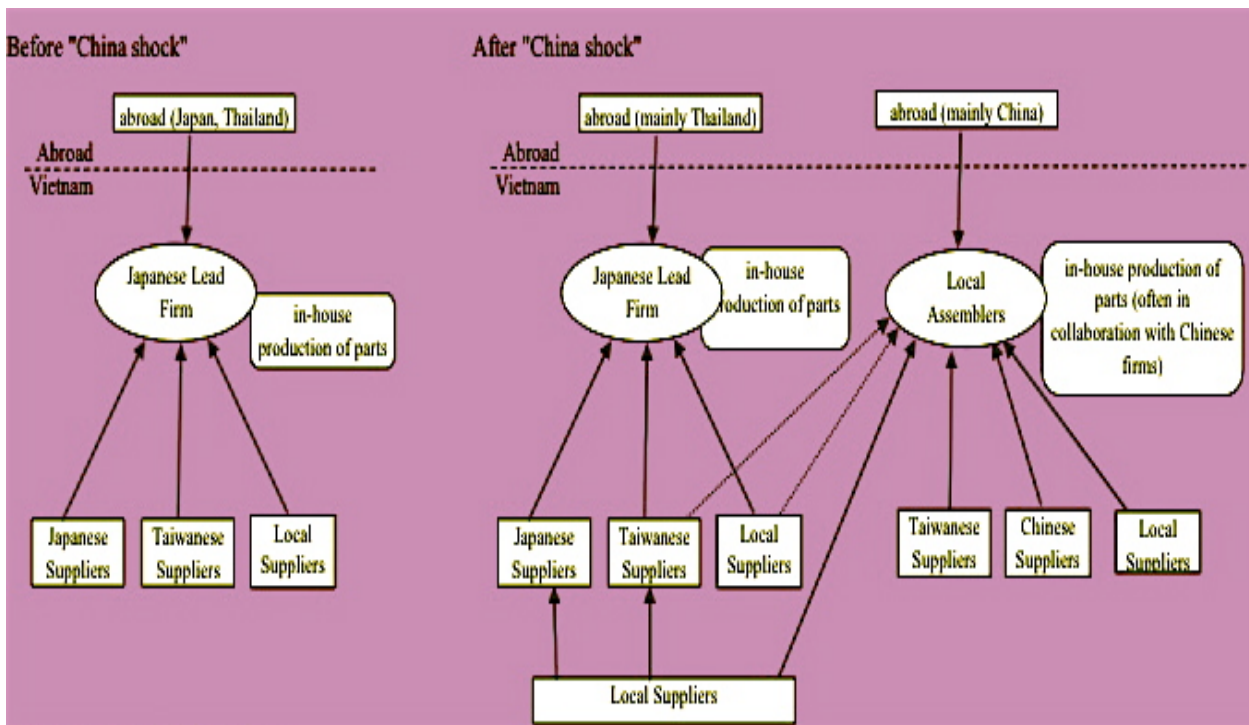 Before "China shock"
After "China shock"
abroad (Japan, Thailand)
abroad (mainly Thailand)
abroad (mainly China)
Abroad
Vietnam
Abroad
Vietnam
Japanese Lead
Firm
in-house
production of parts
Japanese Lead
Firm
in-house
roduction of parts
Local
Assemblers
in-house production of
parts (often in
collaboration with Chinese
firms)
Japanese
Suppliers
Taiwanese
Suppliers
Local
Suppliers
Japanese
Suppliers
Taiwanese
Suppliers
Local
Suppliers
Taiwanese
Suppliers
Chinese
Suppliers
Local
Suppliers
Local Suppliers